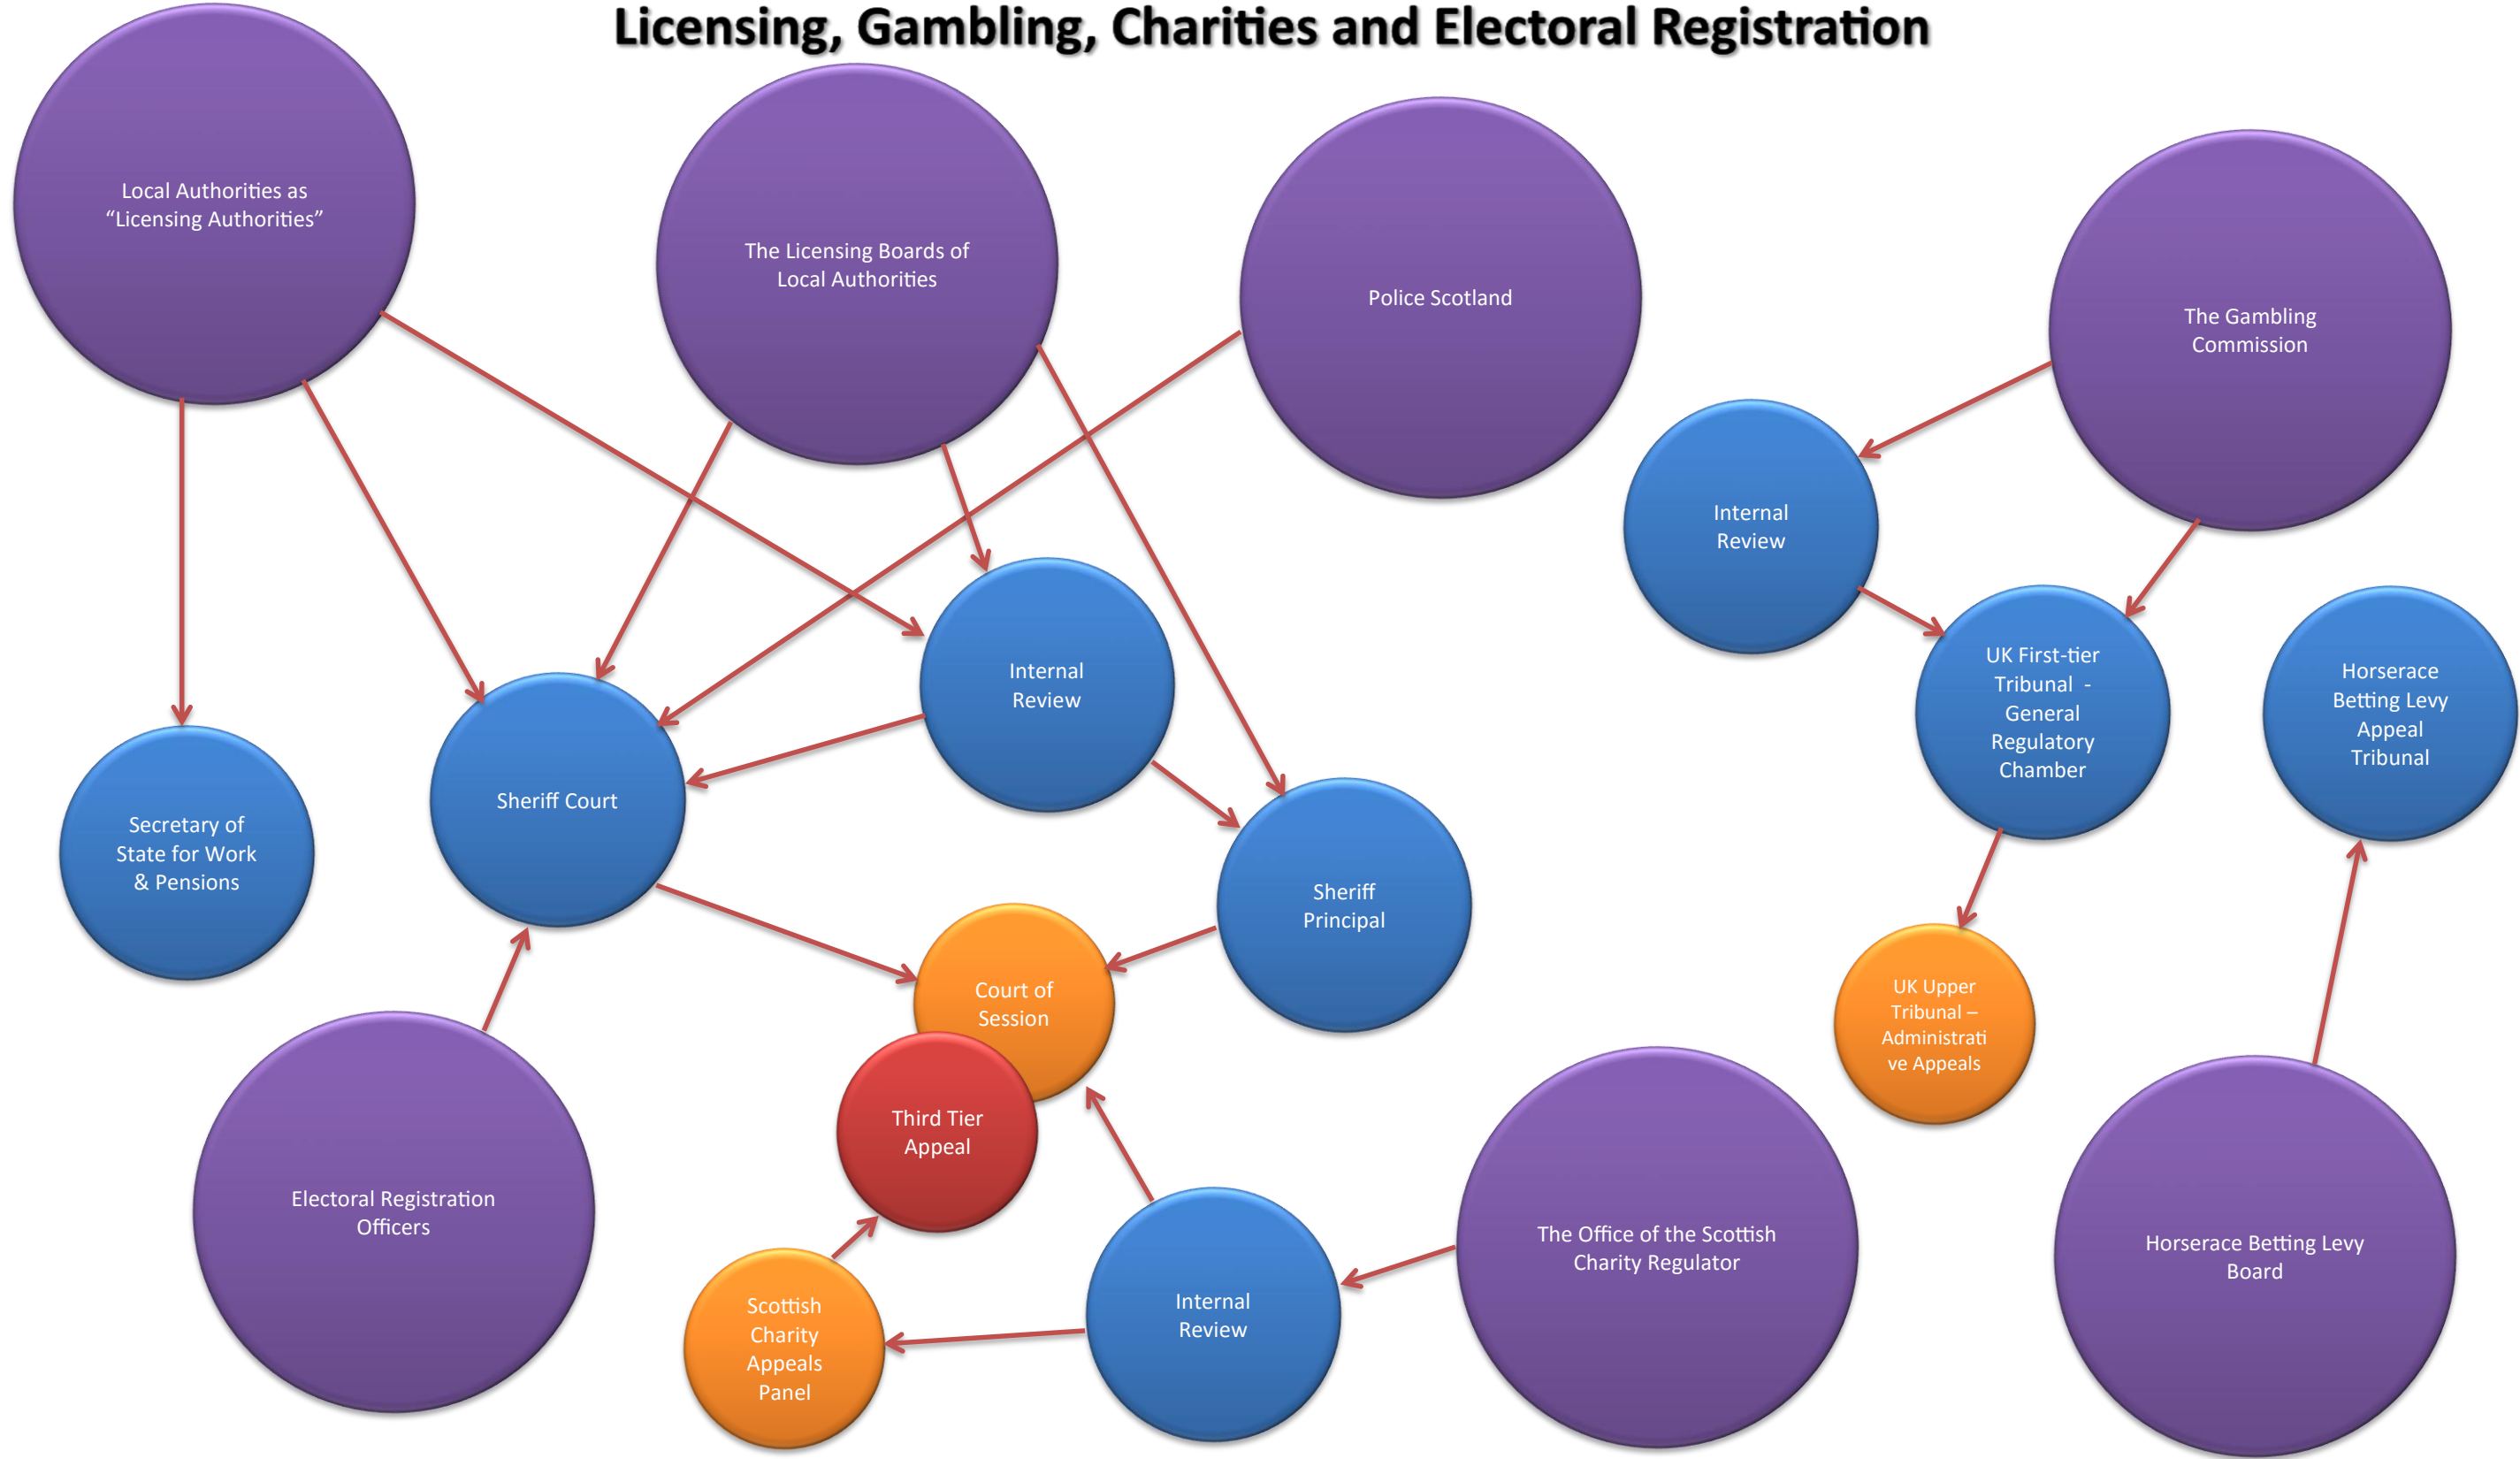 Licensing, Gambling, Charities and Electoral Registration
Local Authorities as
“Licensing Authorities”
The Licensing Boards of
Local Authorities
Police Scotland
The Gambling
Commission
Internal
Review
Internal
Review
UK First-tier
Tribunal  -
General
Regulatory
Chamber
Horserace
Betting Levy
Appeal
Tribunal
Sheriff Court
Secretary of
State for Work
& Pensions
Sheriff
Principal
Court of
Session
UK Upper
Tribunal –
Administrati
ve Appeals
Third Tier
Appeal
Electoral Registration
Officers
The Office of the Scottish
Charity Regulator
Horserace Betting Levy
Board
Scottish
Charity
Appeals
Panel
Internal
Review